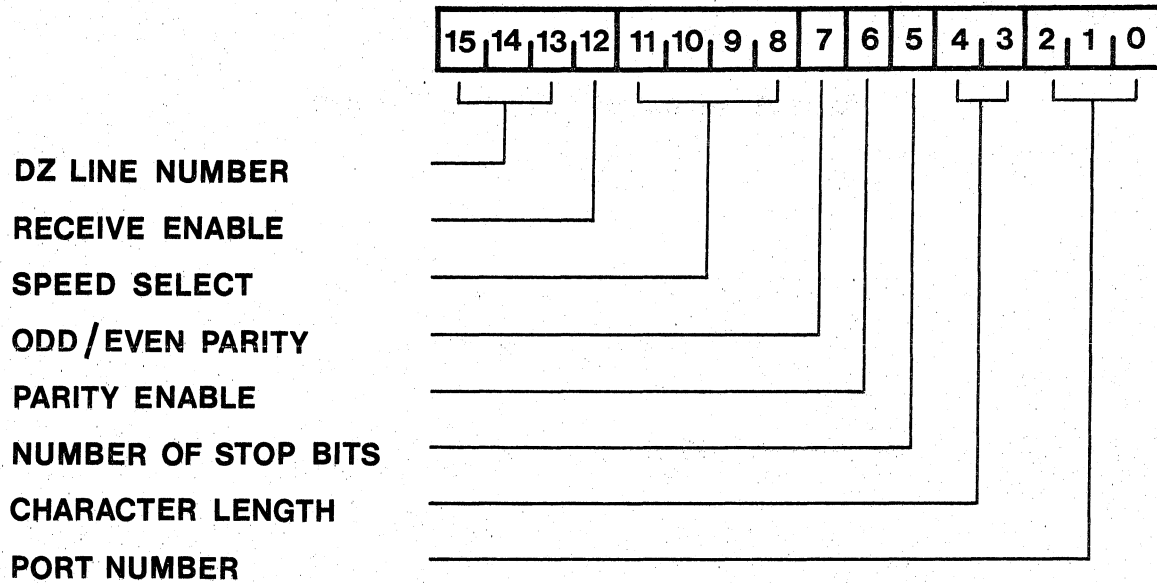 15 14 13 12 11 10 9 8 7 6 5 4 3 2 1 0
DZ LINE NUMBER
RECEIVE ENABLE
SPEED SELECT
ODD/EVEN PARITY
PARITY ENABLE
NUMBER OF STOP BITS
CHARACTER LENGTH
PORT NUMBER